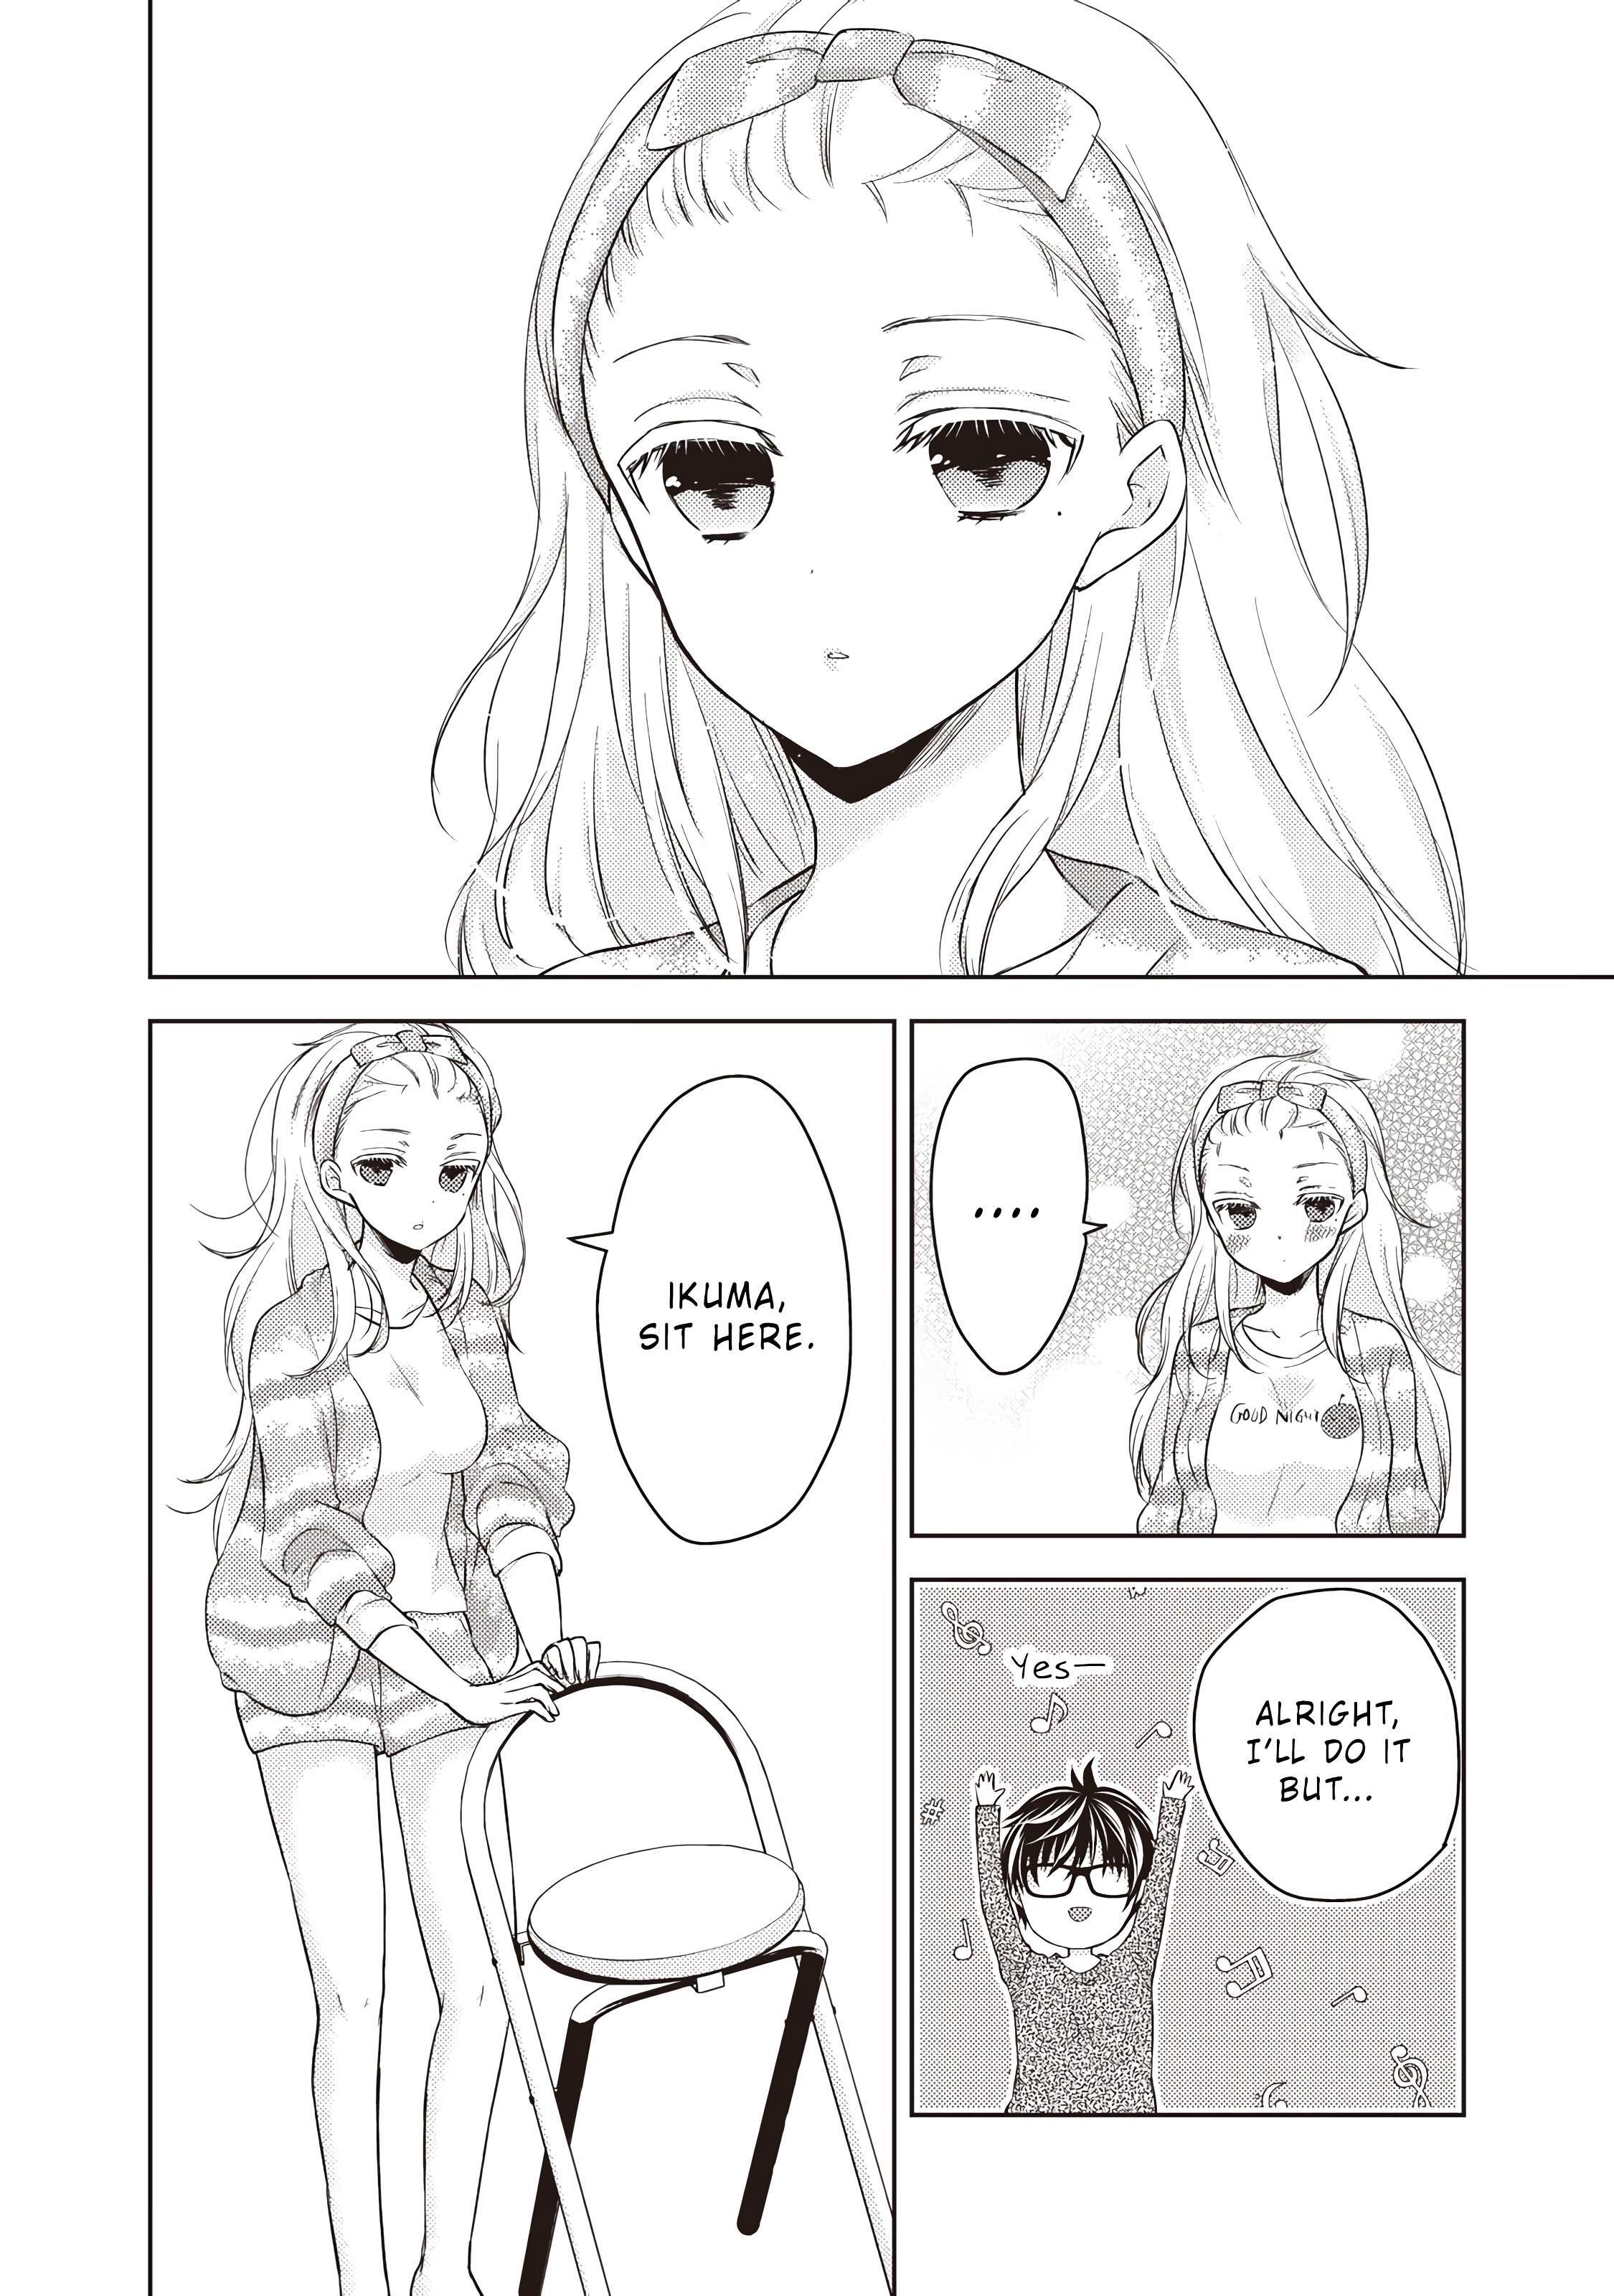 ....
GOOD NIGHT
ALRIGHT,
I'LL DO IT
BUT...
Yes—
IKUMA,
SIT HERE.